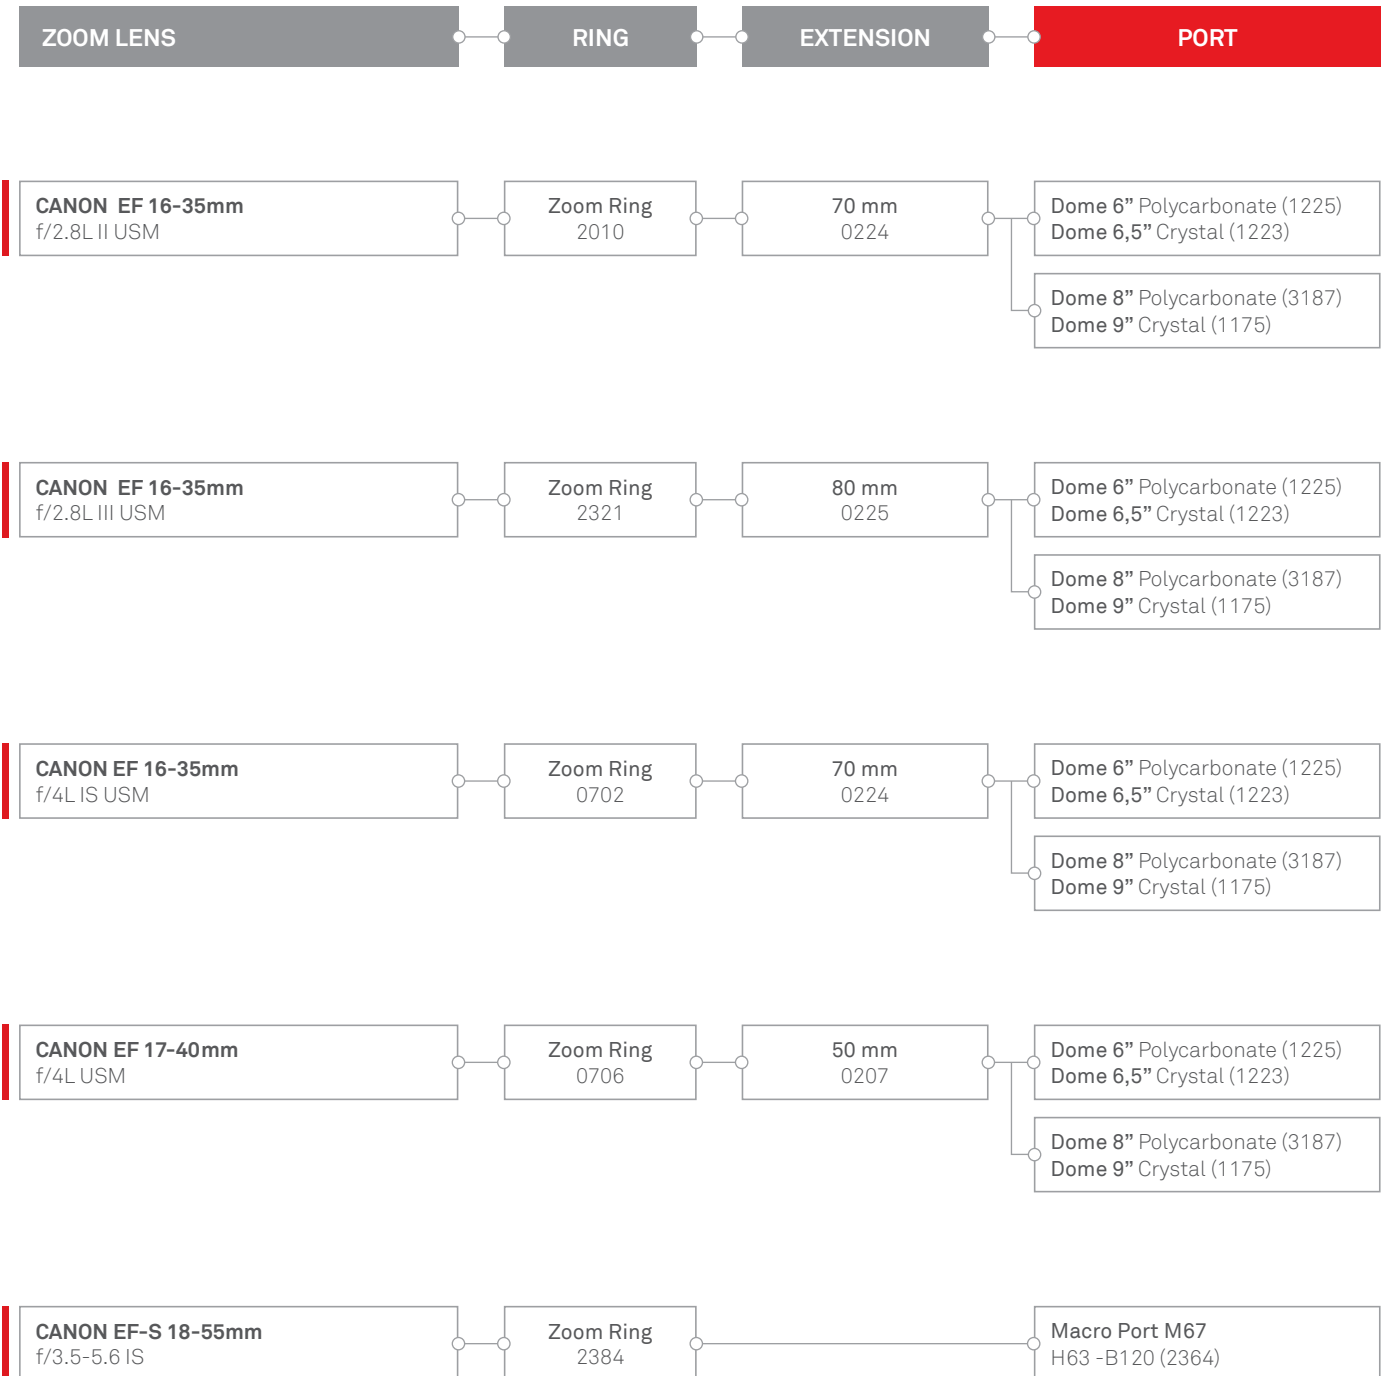 ZOOM LENS
RING
EXTENSION
PORT
CANON EF 16-35mm
f/2.8L II USM
Zoom Ring
2010
70 mm
0224
Dome 6” Polycarbonate (1225)
Dome 6,5” Crystal (1223)
Dome 8” Polycarbonate (3187)
Dome 9” Crystal (1175)
CANON EF 16-35mm
f/2.8L III USM
Zoom Ring
2321
80 mm
0225
Dome 6” Polycarbonate (1225)
Dome 6,5” Crystal (1223)
Dome 8” Polycarbonate (3187)
Dome 9” Crystal (1175)
CANON EF 16-35mm
f/4L IS USM
Zoom Ring
0702
70 mm
0224
Dome 6” Polycarbonate (1225)
Dome 6,5” Crystal (1223)
Dome 8” Polycarbonate (3187)
Dome 9” Crystal (1175)
CANON EF 17-40mm
f/4L USM
Zoom Ring
0706
50 mm
0207
Dome 6” Polycarbonate (1225)
Dome 6,5” Crystal (1223)
Dome 8” Polycarbonate (3187)
Dome 9” Crystal (1175)
CANON EF-S 18-55mm
f/3.5-5.6 IS
Zoom Ring
2384
Macro Port M67
H63 -B120 (2364)